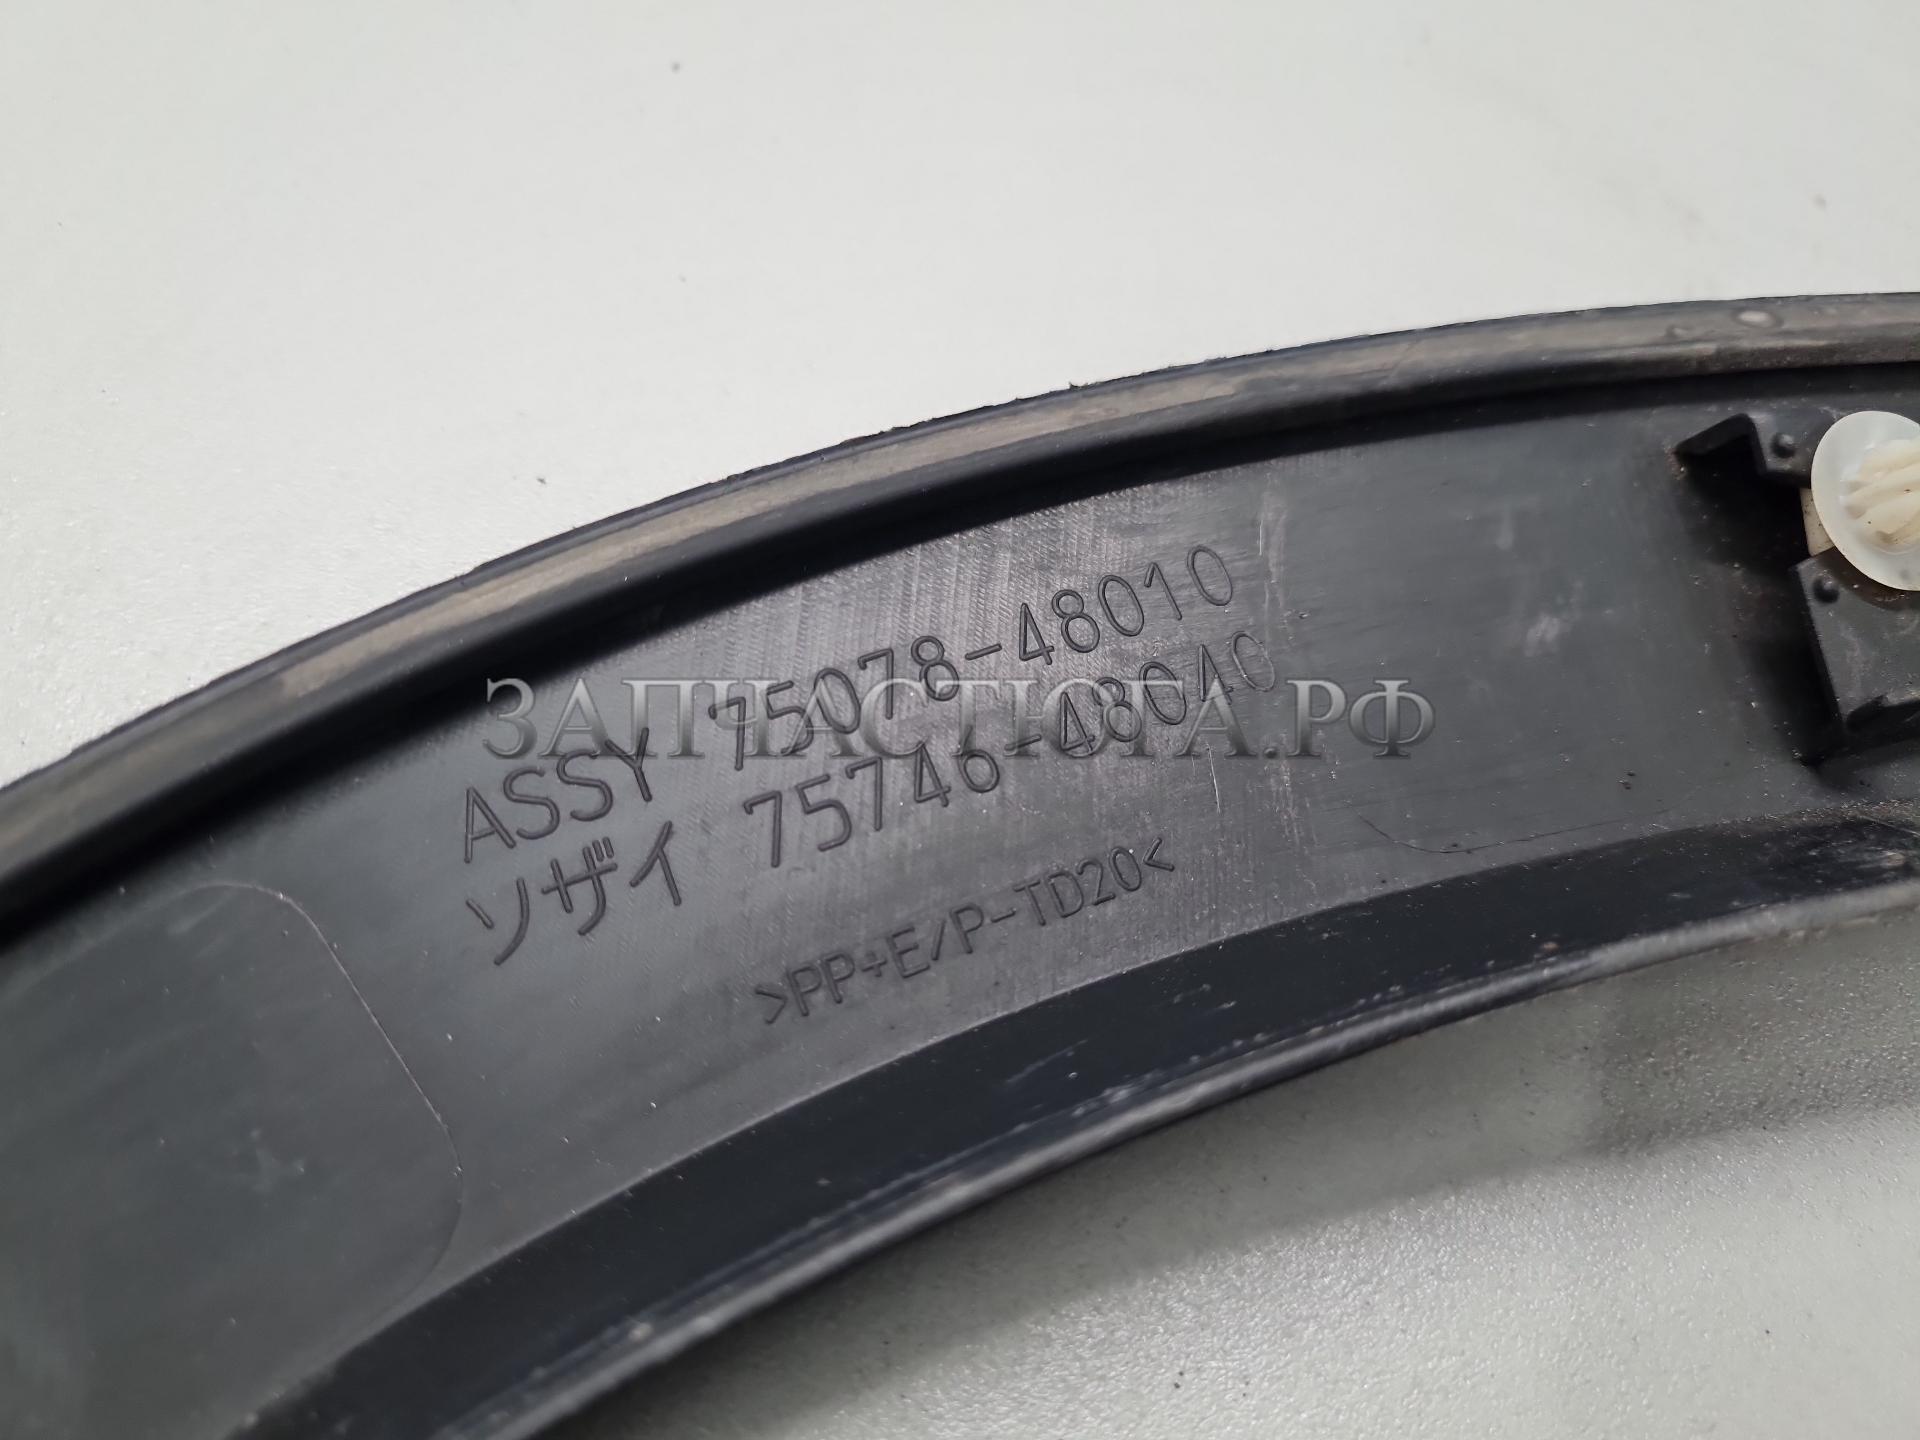 ASSY 75078-48010
ソザイ 75746-48040
>PP+E/P-TD20<
ЗАПЧАСТЮГА.РФ